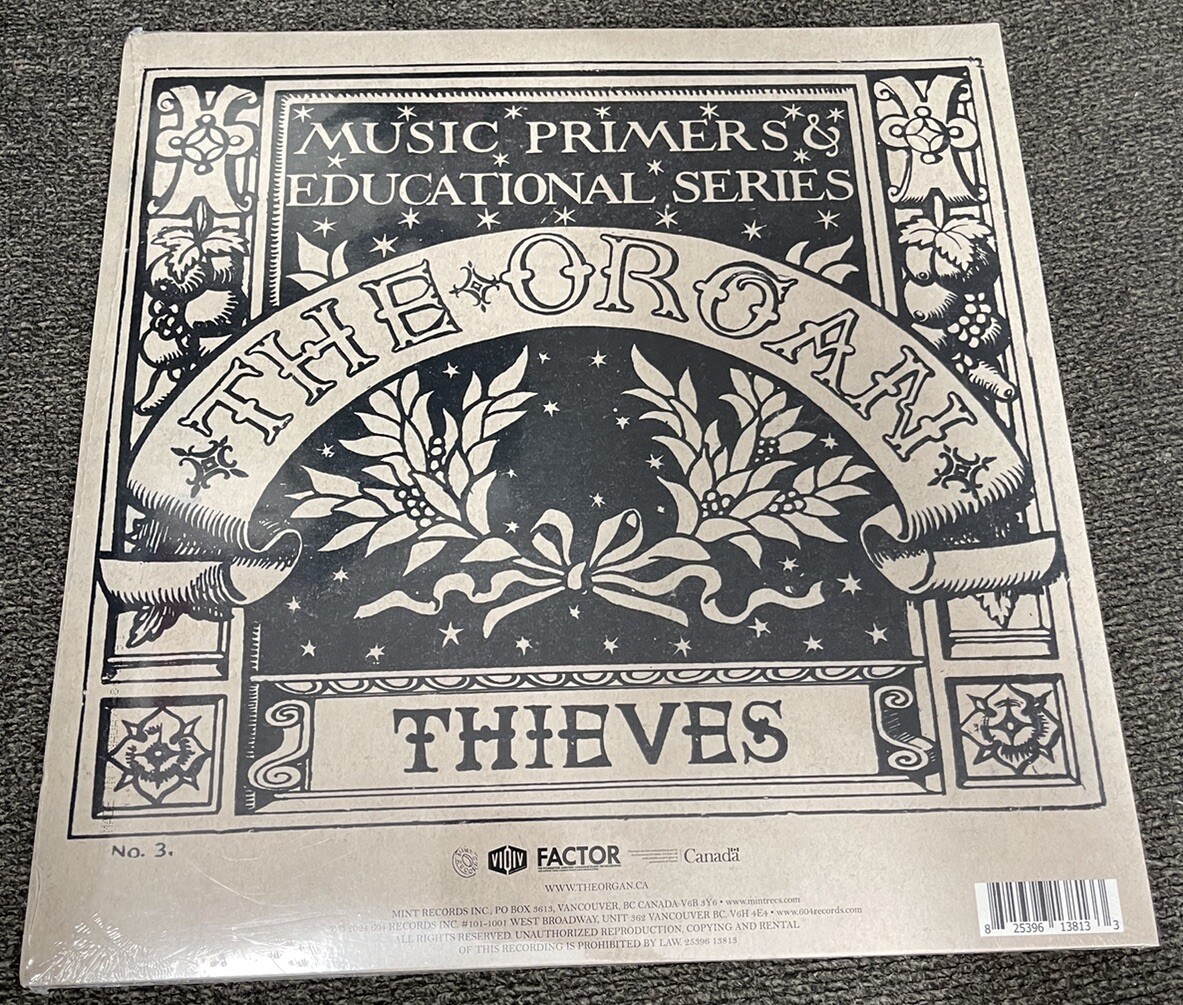 MUSIC PRIMERS &
EDUCATIONAL SERIES
THE ORGAN
THIEVES
No. 3.
FACTOR
Canada
WWW.THEORGAN.CA
MINT RECORDS INC., PO BOX 3613, VANCOUVER, BC CANADA V6B 3Y6 • www.mintrecs.com
2024 604 RECORDS INC. #101-1001 WEST BROADWAY, UNIT 362 VANCOUVER BC. V6H 4E4 • www.604records.com
ALL RIGHTS RESERVED. UNAUTHORIZED REPRODUCTION, COPYING AND RENTAL
OF THIS RECORDING IS PROHIBITED BY LAW. 25396 13813
8 25396 13813 3